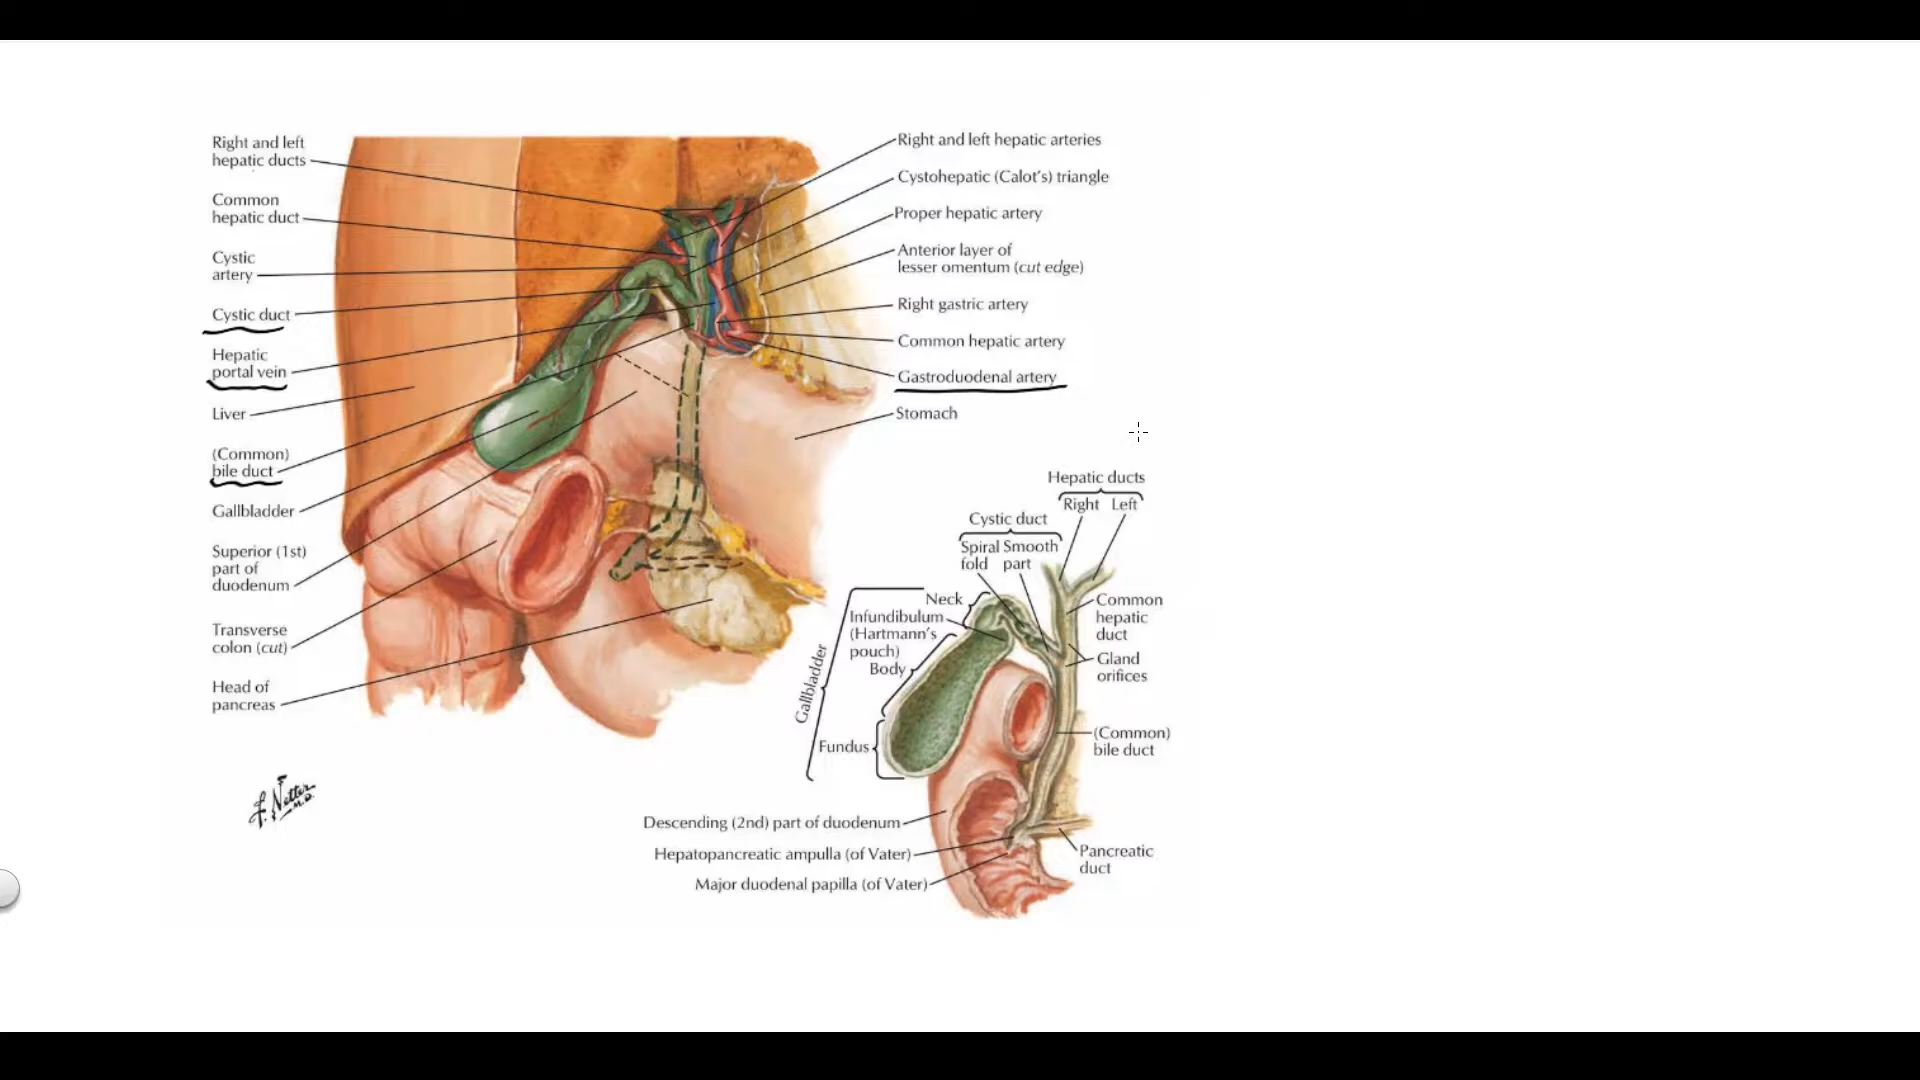 Right and left
hepatic ducts
Common
hepatic duct
Cystic
artery
Cystic duct
Hepatic
portal vein
Liver
(Common)
bile duct
Gallbladder
Superior (1st)
part of
duodenum
Transverse
colon (cut)
Head of
pancreas
Right and left hepatic arteries
Cystohepatic (Calot's) triangle
Proper hepatic artery
Anterior layer of
lesser omentum (cut edge)
Right gastric artery
Common hepatic artery
Gastroduodenal artery
Stomach
Hepatic ducts
Right Left
Cystic duct
Spiral Smooth
fold part
Neck
Infundibulum
(Hartmann's
pouch)
Body
Gallbladder
Fundus
Common
hepatic
duct
Gland
orifices
(Common)
bile duct
Descending (2nd) part of duodenum
Hepatopancreatic ampulla (of Vater)
Major duodenal papilla (of Vater)
Pancreatic
duct
F. Netter
M.D.